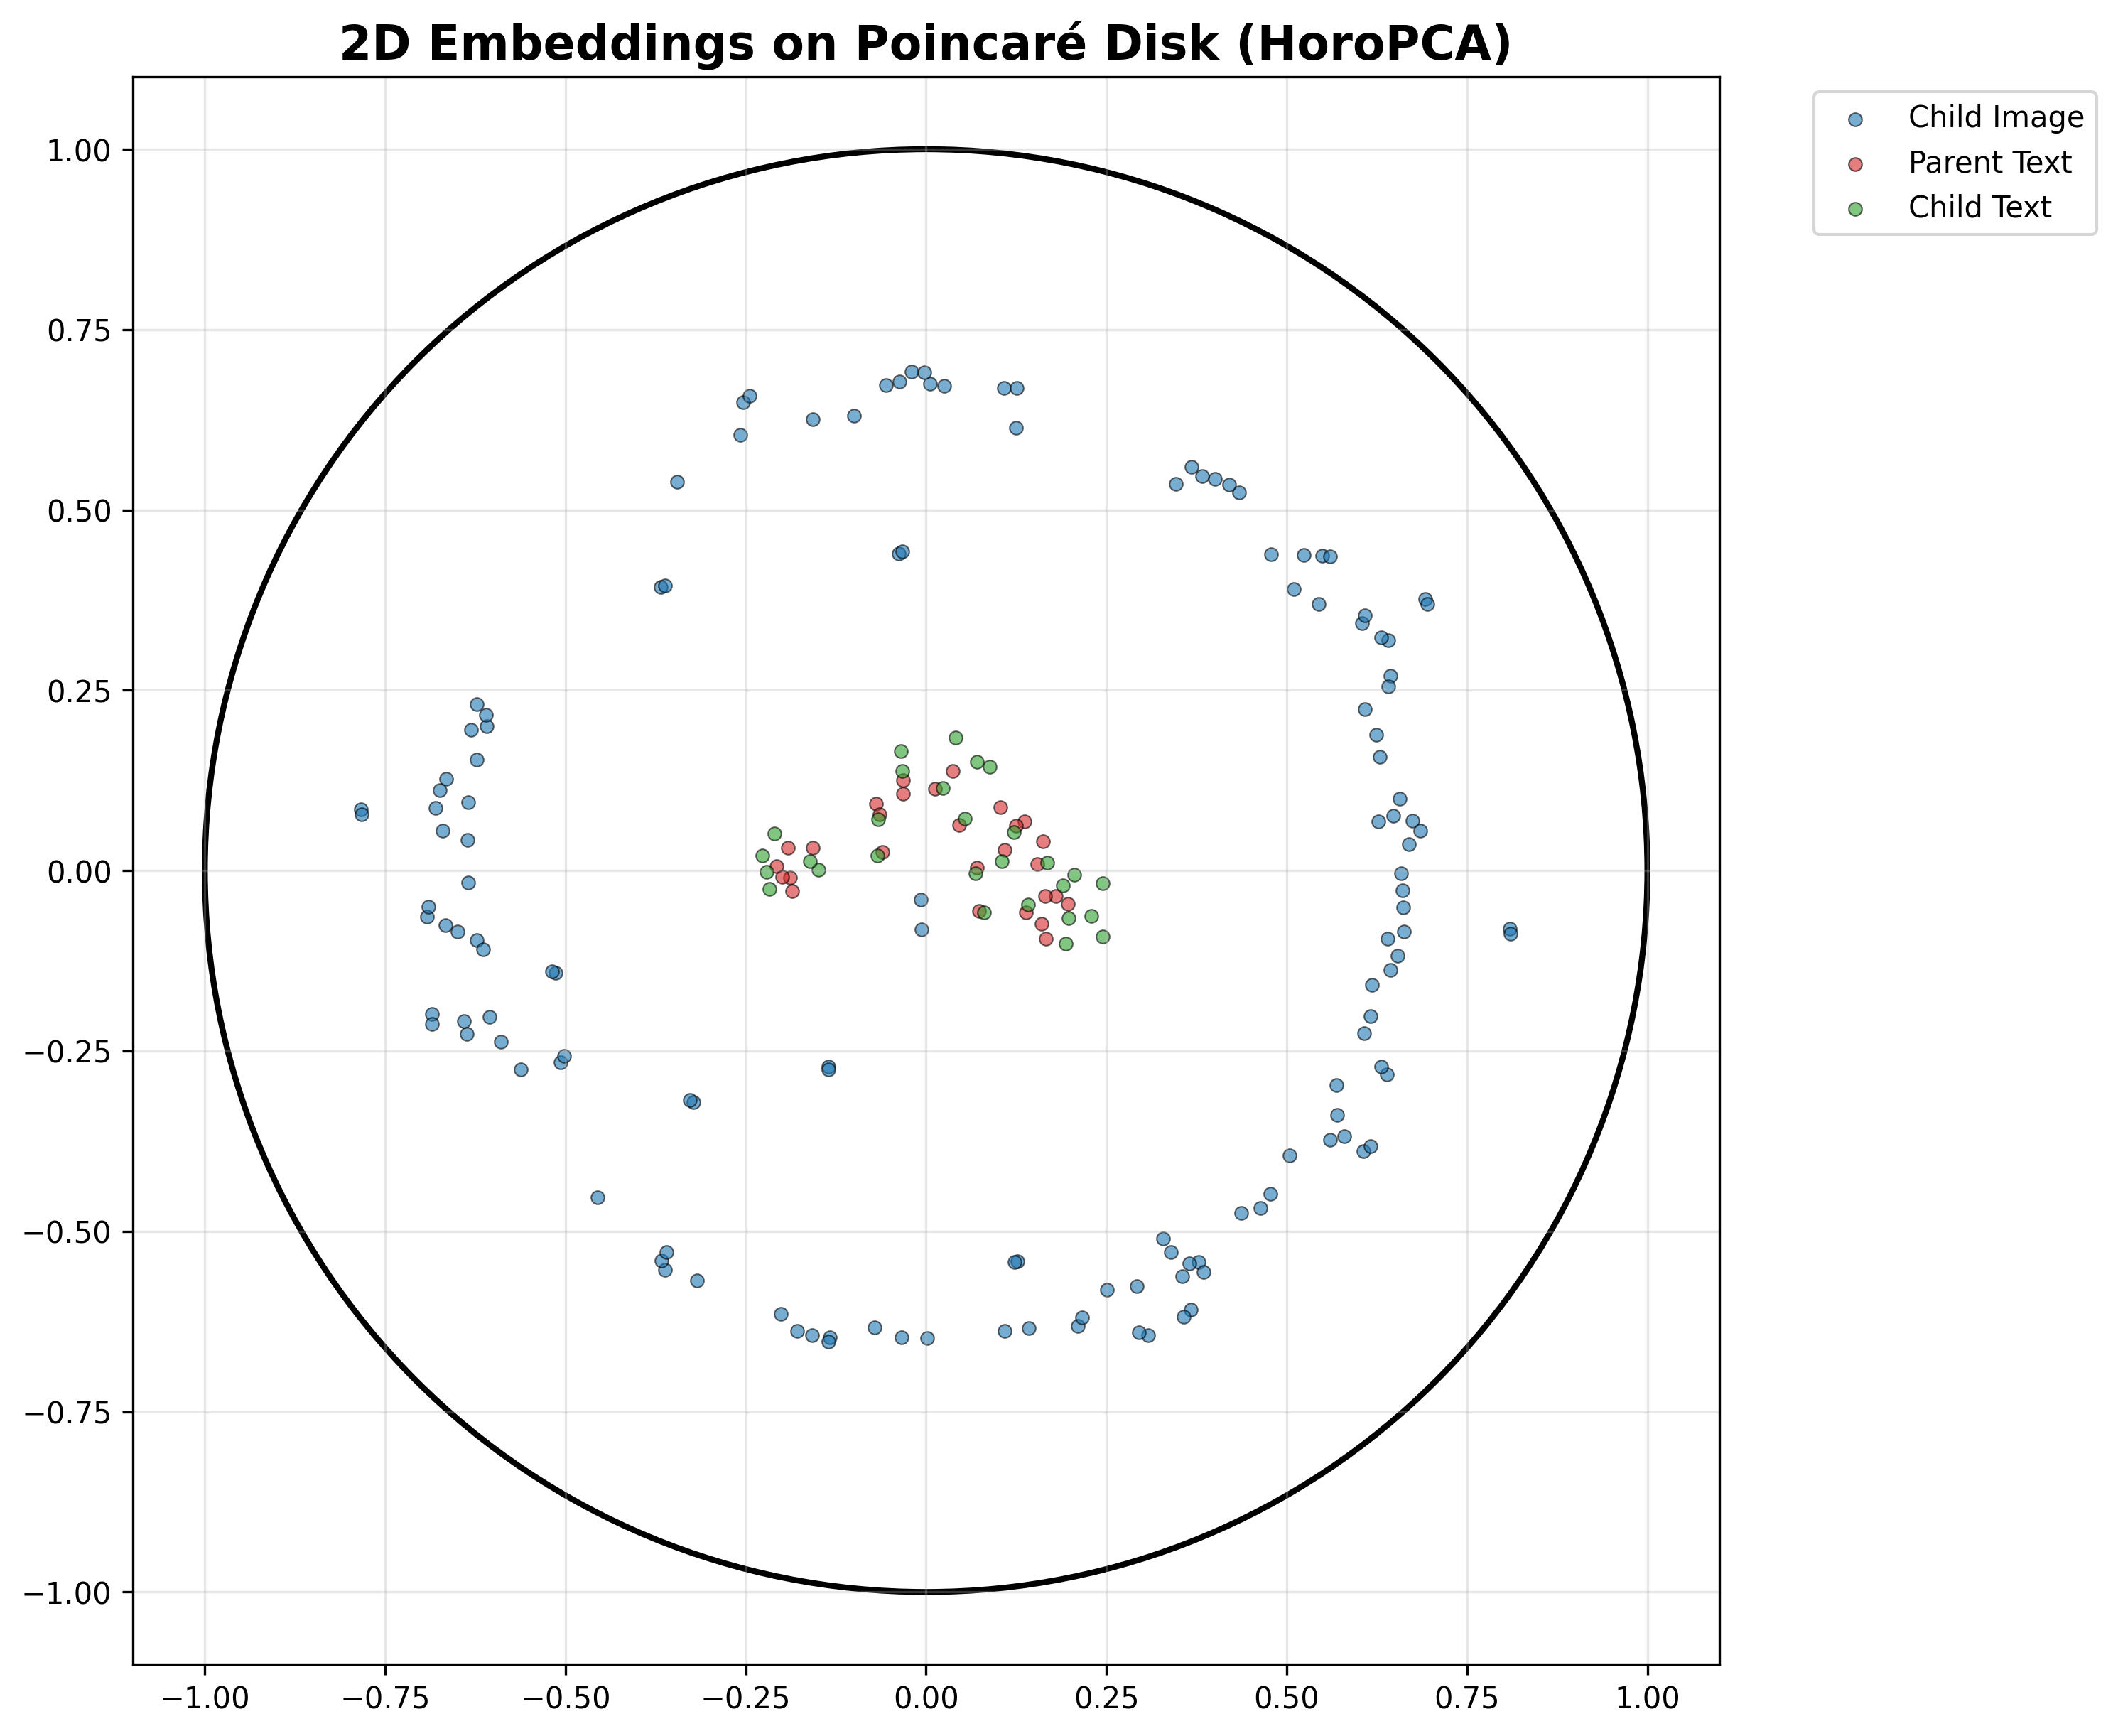 2D Embeddings on Poincaré Disk (HoroPCA)
Child Image
Parent Text
Child Text
1.00
0.75
0.50
0.25
0.00
−0.25
−0.50
−0.75
−1.00
−1.00 −0.75 −0.50 −0.25 0.00 0.25 0.50 0.75 1.00